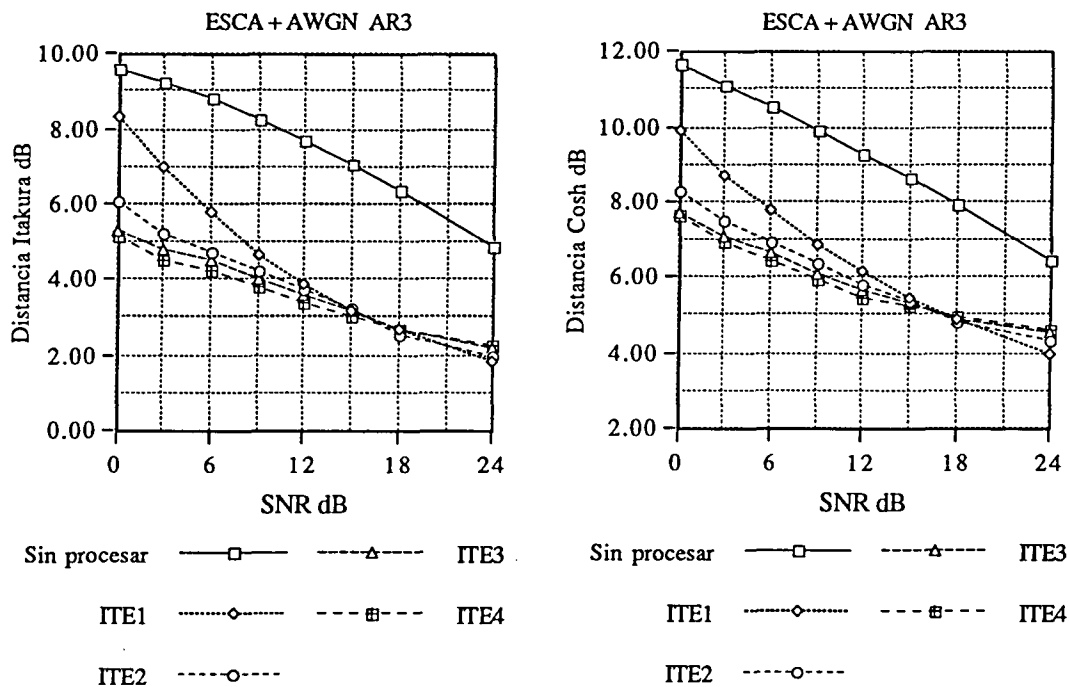 ESCA + AWGN AR3
Distancia Itakura dB
10.00
8.00
6.00
4.00
2.00
0.00
0 6 12 18 24
SNR dB
Sin procesar
ITE3
ITE1
ITE4
ITE2
ESCA + AWGN AR3
Distancia Cosh dB
12.00
10.00
8.00
6.00
4.00
2.00
0 6 12 18 24
SNR dB
Sin procesar
ITE3
ITE1
ITE4
ITE2